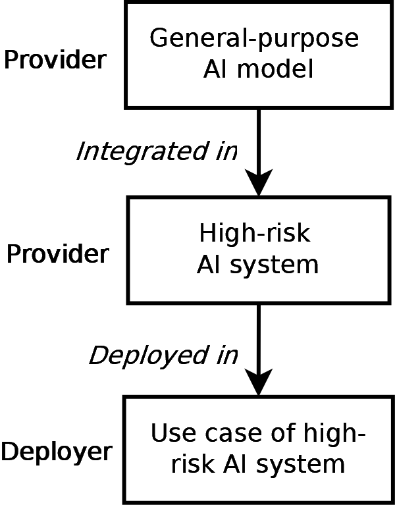 General-purpose
Provider
AI model
Integrated in
High-risk
Provider
AI system
Deployed in
Use case of high-
Deployer
risk AI system